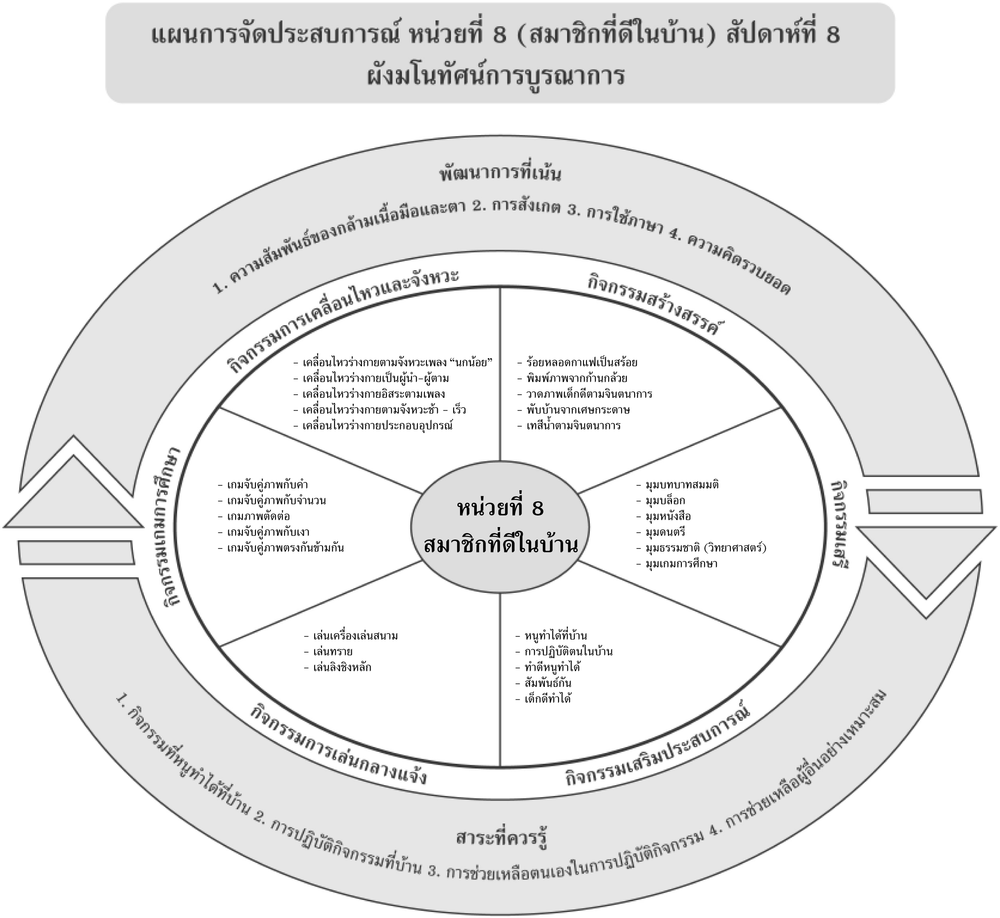 แผนการจัดประสบการณ์ หน่วยที่ 8 (สมาชิกที่ดีในบ้าน) สัปดาห์ที่ 8
ผังมโนทัศน์การบูรณาการ
พัฒนาการที่เน้น
1. ความสัมพันธ์ของกล้ามเนื้อมือและตา 2. การสังเกต 3. การใช้ภาษา 4. ความคิดรวบยอด
กิจกรรมการเคลื่อนไหวและจังหวะ
- เคลื่อนไหวร่างกายตามจังหวะเพลง “นกน้อย”
- เคลื่อนไหวร่างกายเป็นผู้นำ-ผู้ตาม
- เคลื่อนไหวร่างกายอิสระตามเพลง
- เคลื่อนไหวร่างกายตามจังหวะช้า - เร็ว
- เคลื่อนไหวร่างกายประกอบอุปกรณ์
กิจกรรมสร้างสรรค์
- ร้อยหลอดกาแฟเป็นสร้อย
- พิมพ์ภาพจากก้านกล้วย
- วาดภาพเด็กดีตามจินตนาการ
- พับบ้านจากเศษกระดาษ
- เทสีน้ำตามจินตนาการ
กิจกรรมเกมการศึกษา
- เกมจับคู่ภาพกับคำ
- เกมจับคู่ภาพกับจำนวน
- เกมภาพตัดต่อ
- เกมจับคู่ภาพกับเงา
- เกมจับคู่ภาพตรงกันข้ามกัน
หน่วยที่ 8
สมาชิกที่ดีในบ้าน
กิจกรรมเสรี
- มุมบทบาทสมมติ
- มุมบล็อก
- มุมหนังสือ
- มุมดนตรี
- มุมธรรมชาติ (วิทยาศาสตร์)
- มุมเกมการศึกษา
- เล่นเครื่องเล่นสนาม
- เล่นทราย
- เล่นลิงชิงหลัก
กิจกรรมการเล่นกลางแจ้ง
- หนูทำได้ที่บ้าน
- การปฏิบัติตนในบ้าน
- ทำดีหนูทำได้
- สัมพันธ์กัน
- เด็กดีทำได้
กิจกรรมเสริมประสบการณ์
สาระที่ควรรู้
1. กิจกรรมที่หนูทำได้ที่บ้าน 2. การปฏิบัติกิจกรรมที่บ้าน 3. การช่วยเหลือตนเองในการปฏิบัติกิจกรรม 4. การช่วยเหลือผู้อื่นอย่างเหมาะสม